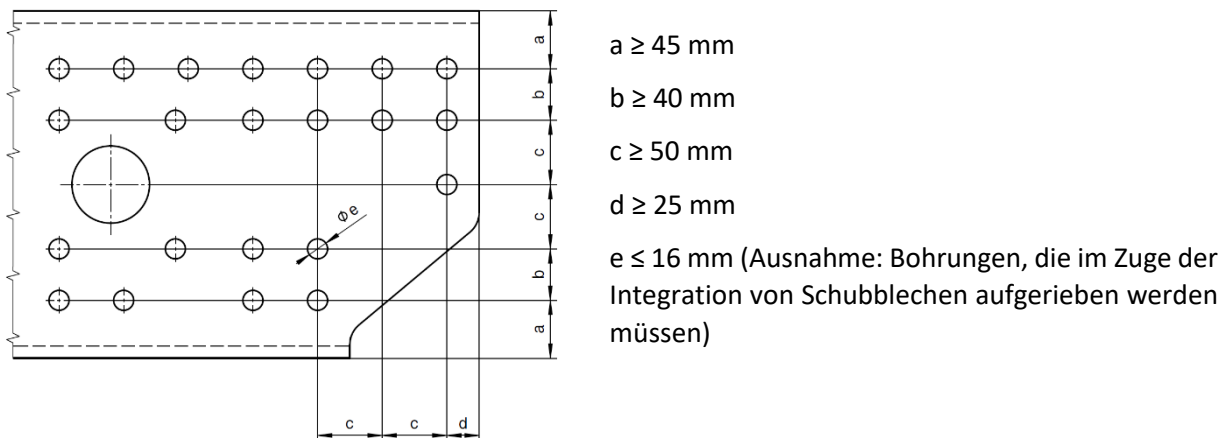 a
b
c
c
b
a
Φe
c
c
d
a ≥ 45 mm
b ≥ 40 mm
c ≥ 50 mm
d ≥ 25 mm
e ≤ 16 mm (Ausnahme: Bohrungen, die im Zuge der
Integration von Schubblechen aufgerieben werden
müssen)